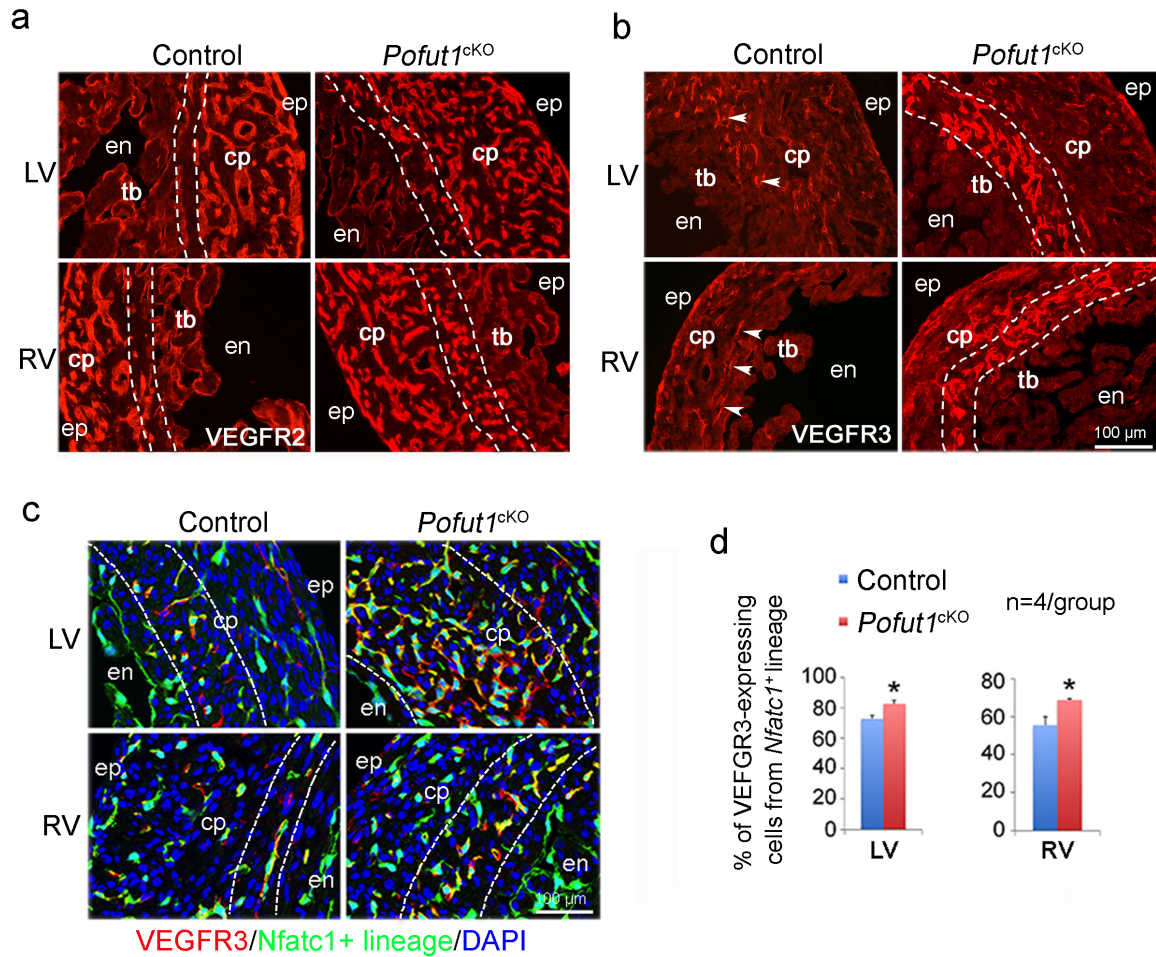 a
Control
Pofut1cKO
LV
ep
en
tb
cp
ep
cp
en
RV
tb
en
cp
ep
VEGFR2
ep
cp
tb
en
ep
b
Control
Pofut1cKO
LV
ep
cp
tb
en
ep
cp
tb
en
RV
ep
cp
tb
en
VEGFR3
ep
cp
tb
en
100 µm
c
Control
Pofut1cKO
LV
ep
cp
en
ep
cp
en
RV
ep
cp
en
ep
cp
en
100 µm
VEGFR3/Nfatc1+ lineage/DAPI
d
Control
Pofut1cKO
n=4/group
% of VEFGR3-expressing
cells from Nfatc1+ lineage
100
80
60
40
20
0
*
LV
80
60
40
20
0
*
RV